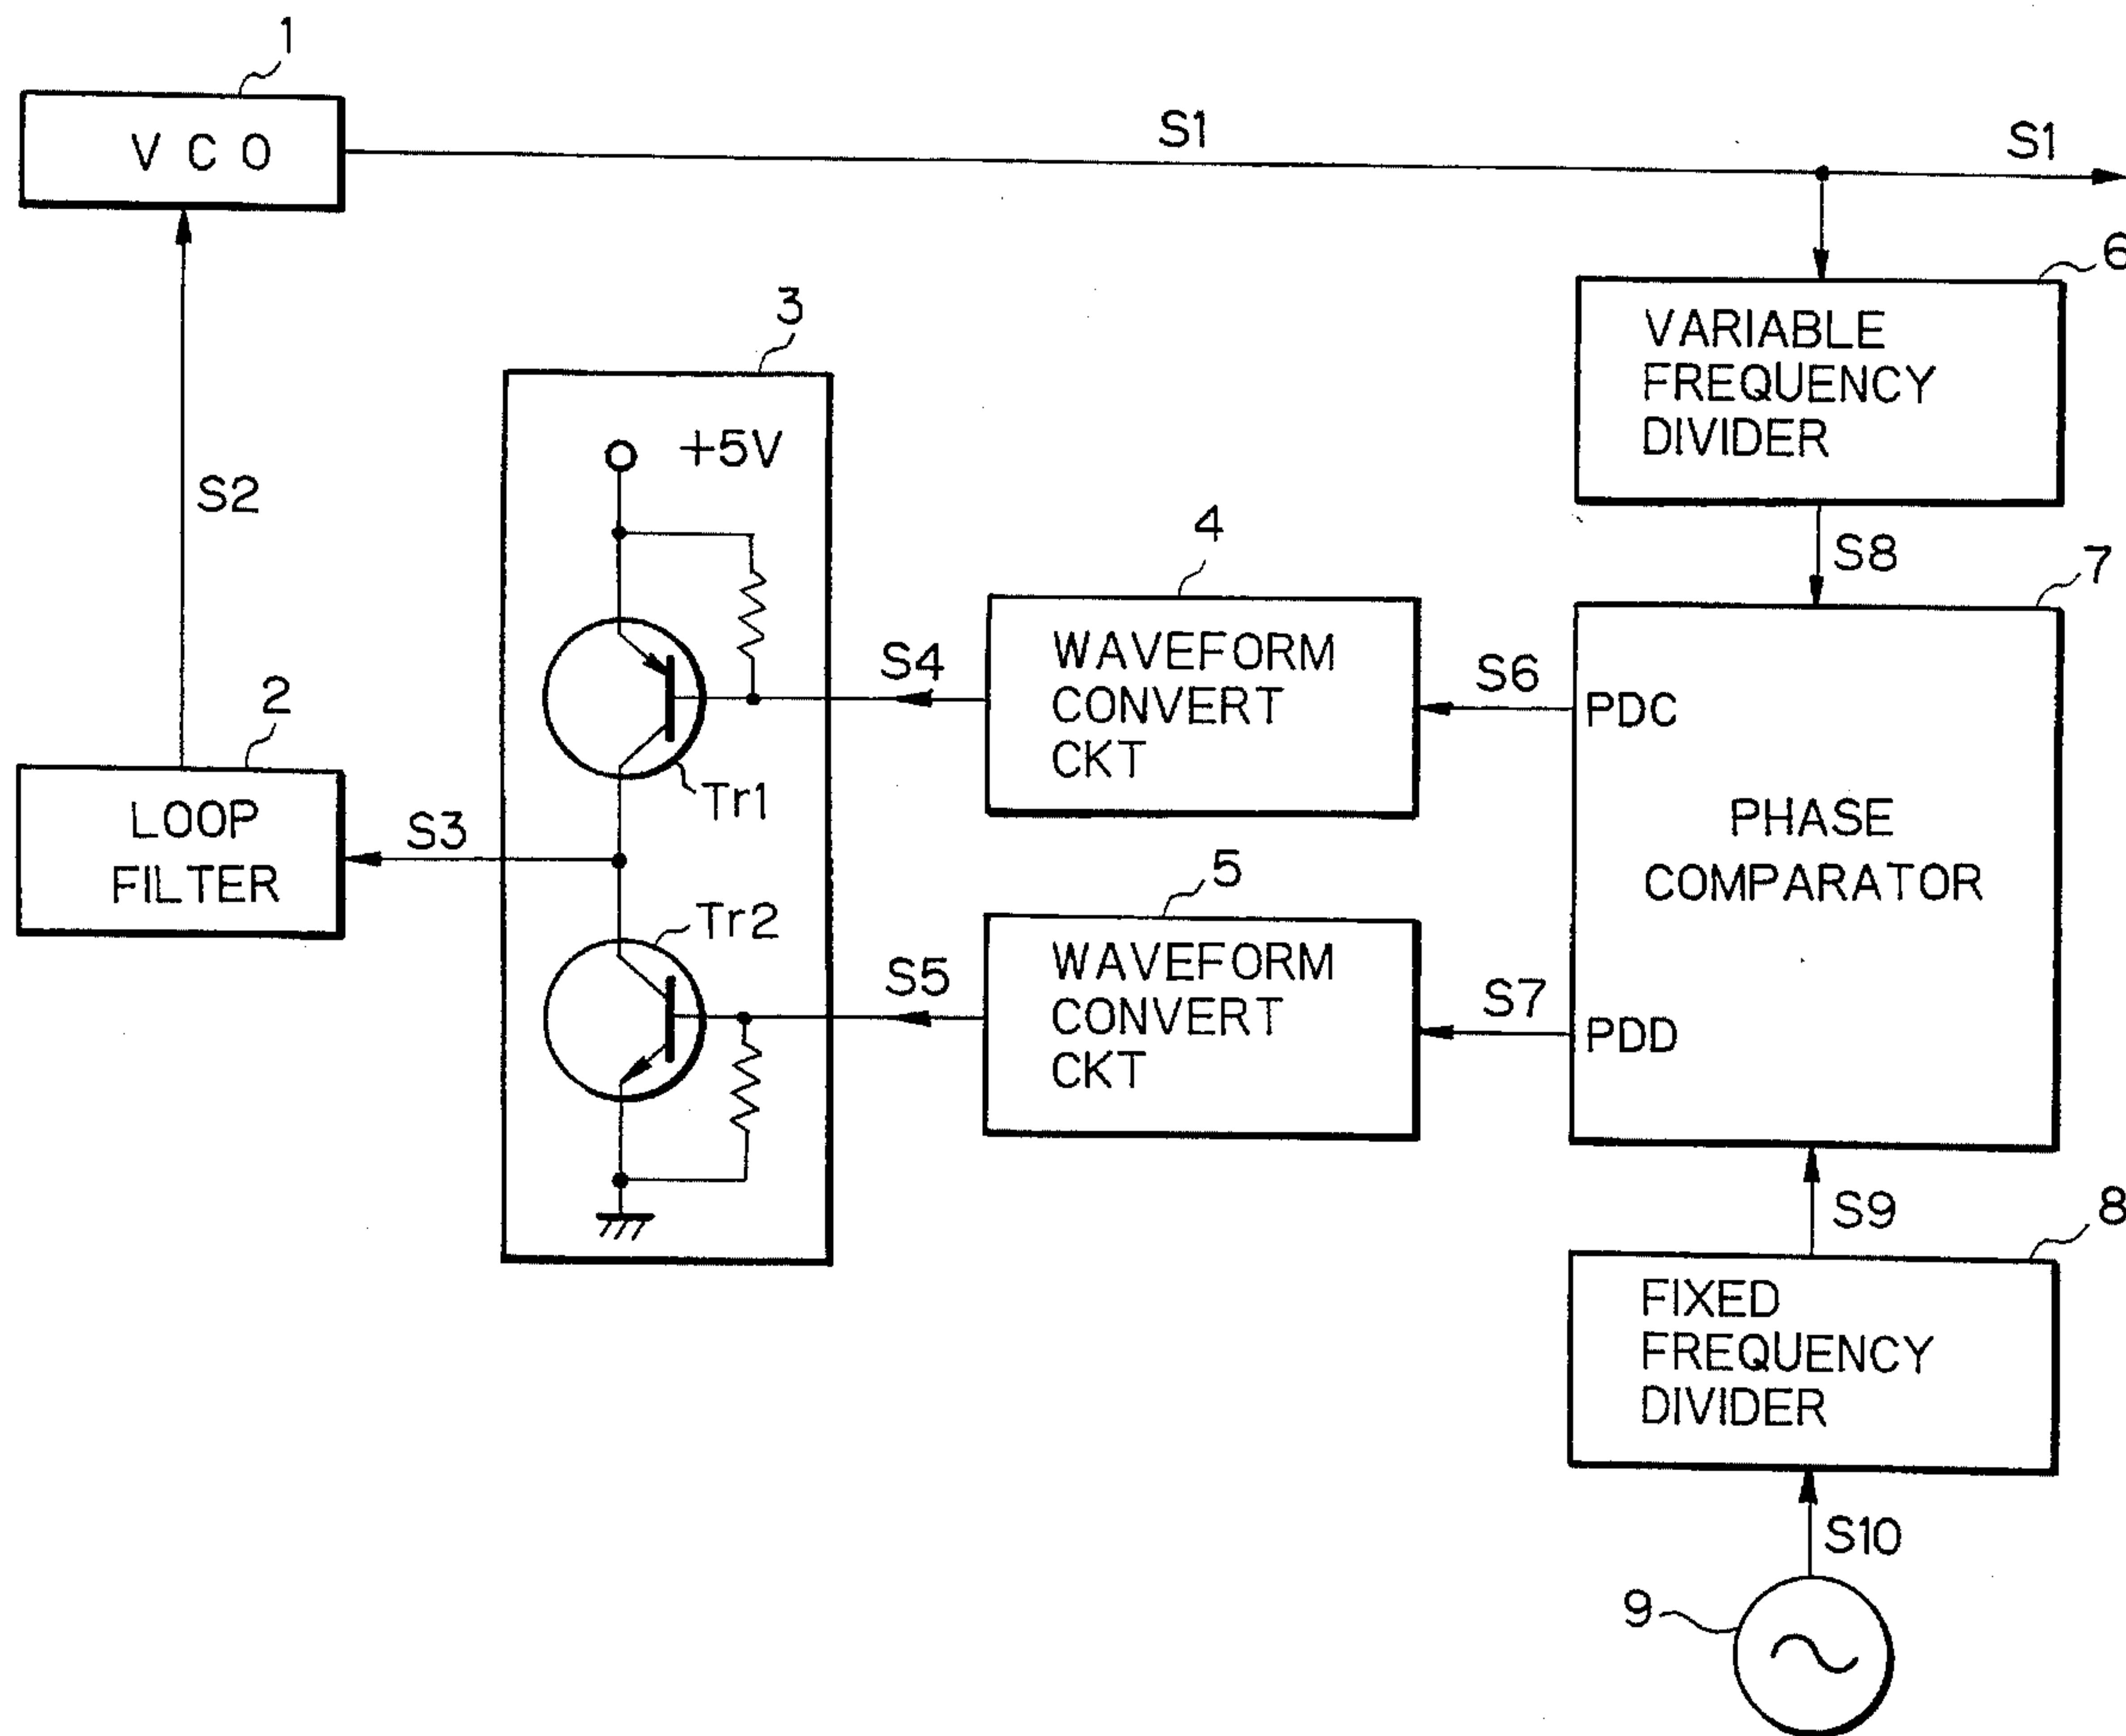 1
V C O
S1
S1
6
VARIABLE
FREQUENCY
DIVIDER
3
+5V
S2
4
S8
7
WAVEFORM
CONVERT
CKT
S4
S6
PDC
2
Tr1
LOOP
FILTER
S3
PHASE
COMPARATOR
5
Tr2
WAVEFORM
CONVERT
CKT
S5
S7
PDD
S9
8
FIXED
FREQUENCY
DIVIDER
S10
9